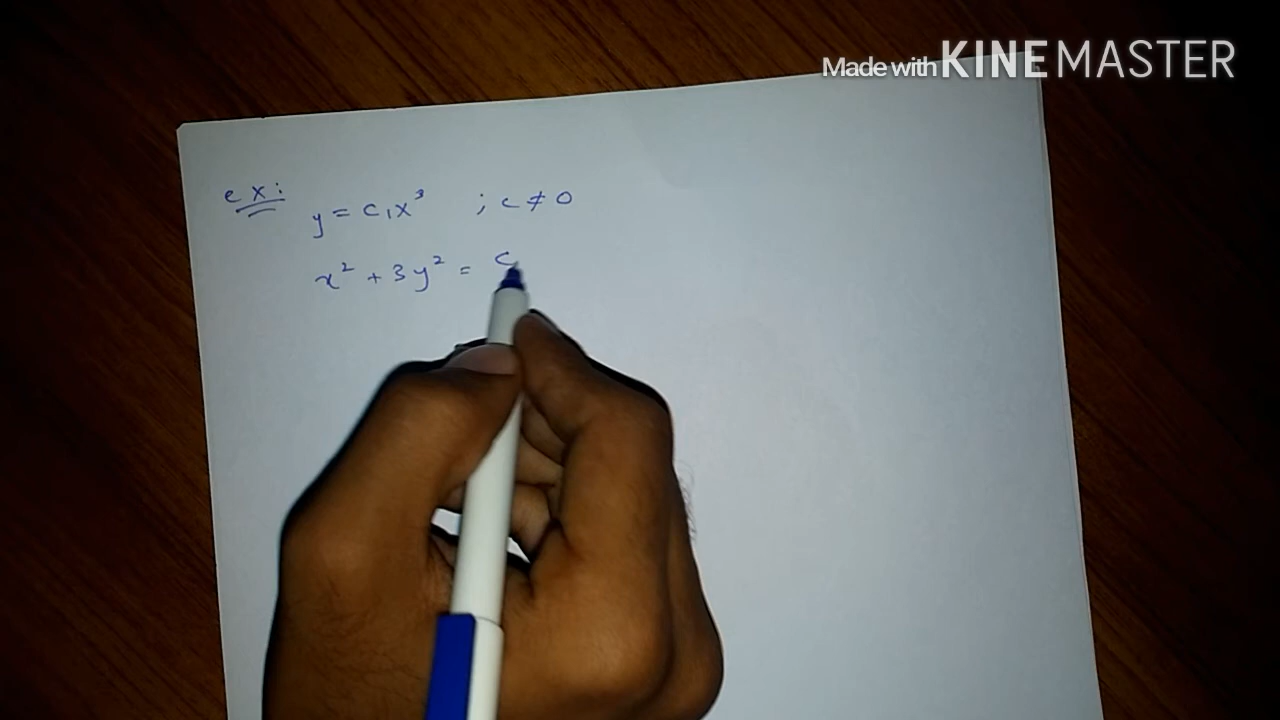 Made with KINEMASTER
ex:
y = c₁x³ ; c ≠ 0
x² + 3y² = c